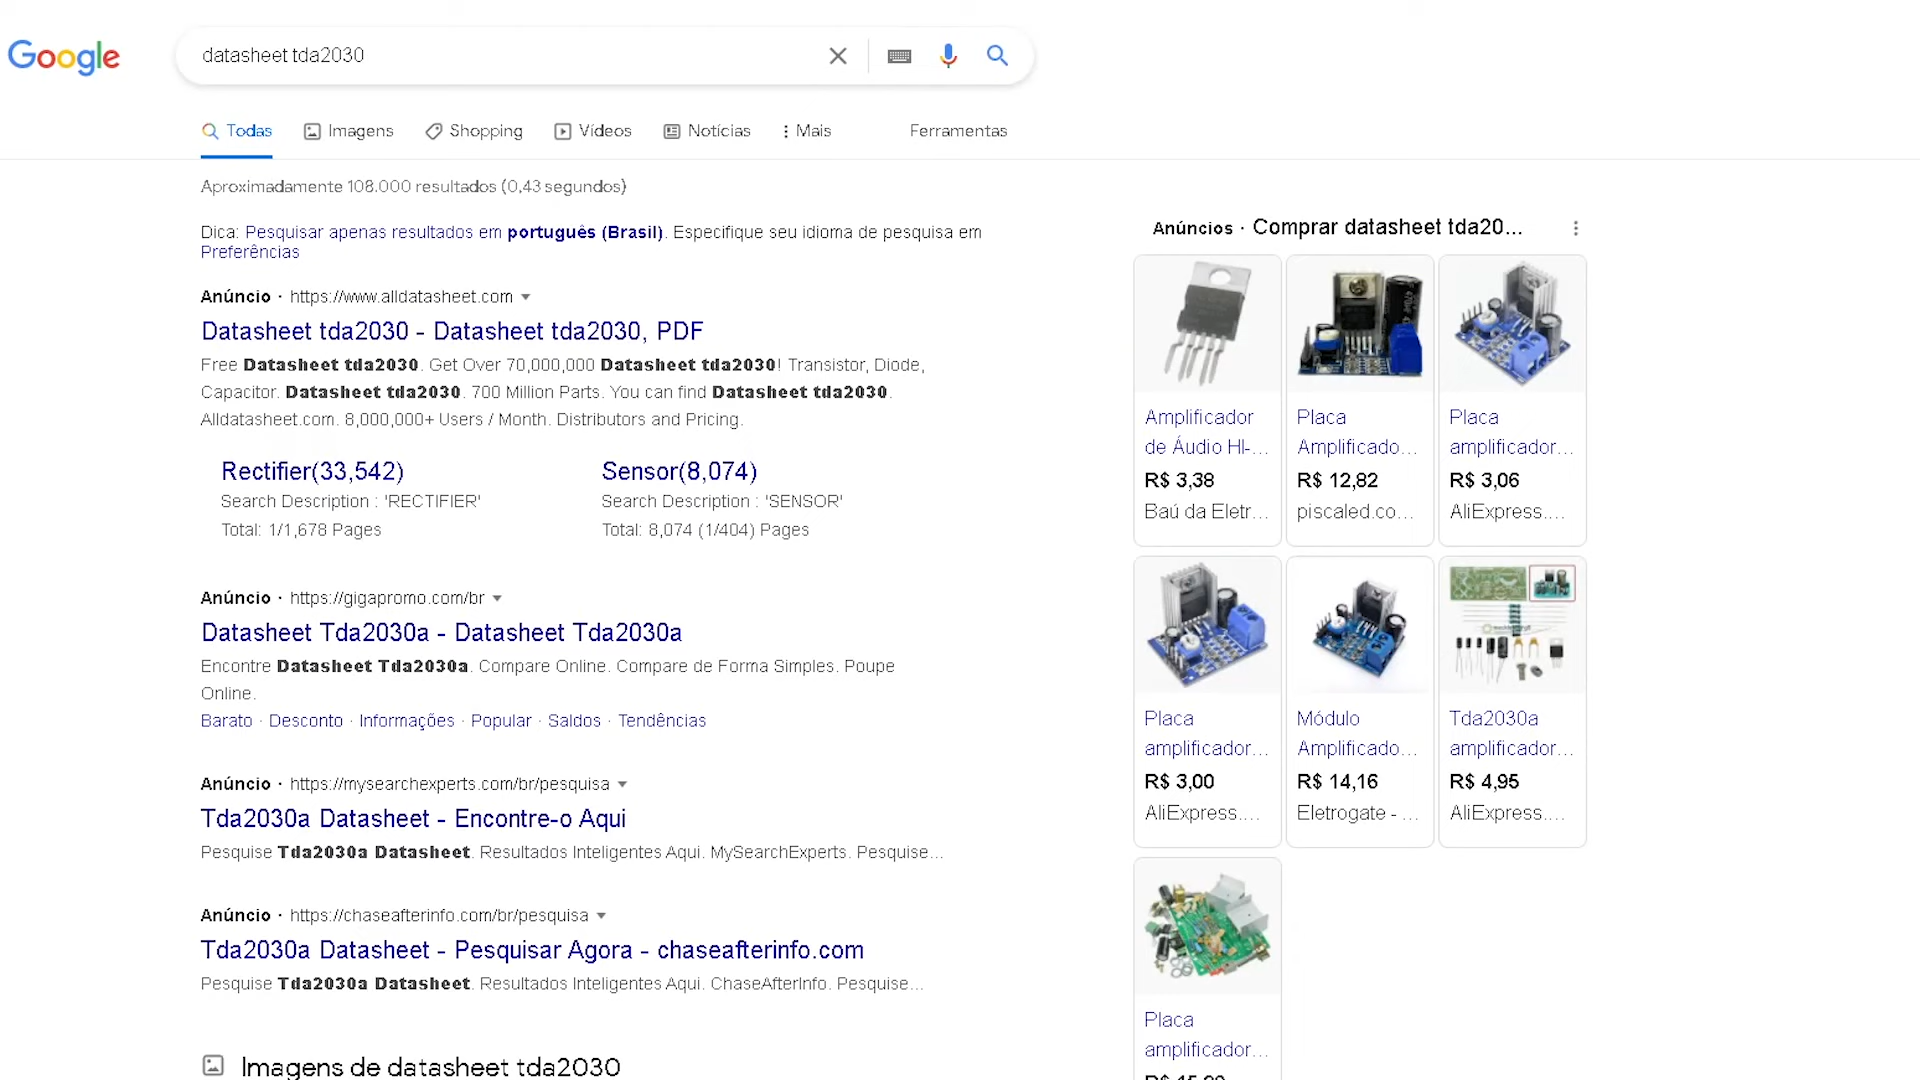 Google
datasheet tda2030
Todas
Imagens
Shopping
Vídeos
Notícias
Mais
Ferramentas
Aproximadamente 108.000 resultados (0,43 segundos)
Dica: Pesquisar apenas resultados em português (Brasil). Especifique seu idioma de pesquisa em
Preferências
Anúncio · https://www.alldatasheet.com
Datasheet tda2030 - Datasheet tda2030, PDF
Free Datasheet tda2030. Get Over 70,000,000 Datasheet tda2030! Transistor, Diode,
Capacitor. Datasheet tda2030. 700 Million Parts. You can find Datasheet tda2030.
Alldatasheet.com. 8,000,000+ Users / Month. Distributors and Pricing.
Rectifier(33,542)
Search Description : 'RECTIFIER'
Total: 1/1,678 Pages
Sensor(8,074)
Search Description : 'SENSOR'
Total: 8,074 (1/404) Pages
Anúncio · https://gigapromo.com/br
Datasheet Tda2030a - Datasheet Tda2030a
Encontre Datasheet Tda2030a. Compare Online. Compare de Forma Simples. Poupe
Online.
Barato · Desconto · Informações · Popular · Saldos · Tendências
Anúncio · https://mysearchexperts.com/br/pesquisa
Tda2030a Datasheet - Encontre-o Aqui
Pesquise Tda2030a Datasheet. Resultados Inteligentes Aqui. MySearchExperts. Pesquise...
Anúncio · https://chaseafterinfo.com/br/pesquisa
Tda2030a Datasheet - Pesquisar Agora - chaseafterinfo.com
Pesquise Tda2030a Datasheet. Resultados Inteligentes Aqui. ChaseAfterInfo. Pesquise...
Imagens de datasheet tda2030
Anúncios · Comprar datasheet tda20...
Amplificador
de Áudio HI-...
R$ 3,38
Baú da Eletr...
Placa
Amplificado...
R$ 12,82
piscaled.co...
Placa
amplificador...
R$ 3,06
AliExpress....
Placa
amplificador...
R$ 3,00
AliExpress....
Módulo
Amplificado...
R$ 14,16
Eletrogate - ...
Tda2030a
amplificador...
R$ 4,95
AliExpress....
Placa
amplificador...